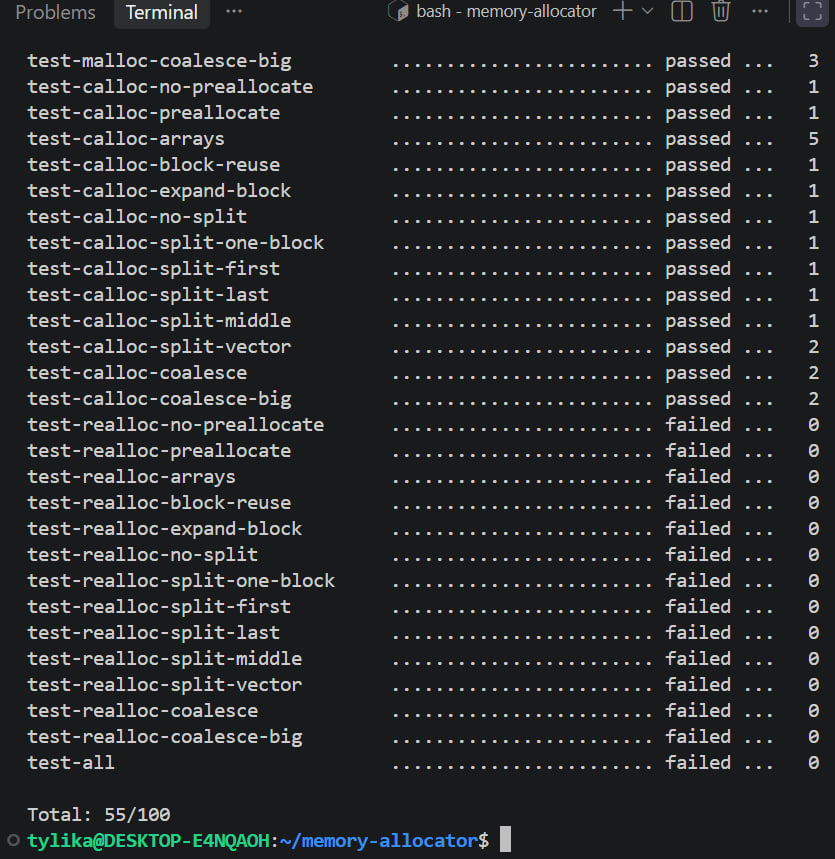 Problems Terminal ... bash - memory-allocator
test-malloc-coalesce-big ........................ passed ... 3
test-calloc-no-preallocate ........................ passed ... 1
test-calloc-preallocate ........................ passed ... 1
test-calloc-arrays ........................ passed ... 5
test-calloc-block-reuse ........................ passed ... 1
test-calloc-expand-block ........................ passed ... 1
test-calloc-no-split ........................ passed ... 1
test-calloc-split-one-block ........................ passed ... 1
test-calloc-split-first ........................ passed ... 1
test-calloc-split-last ........................ passed ... 1
test-calloc-split-middle ........................ passed ... 1
test-calloc-split-vector ........................ passed ... 2
test-calloc-coalesce ........................ passed ... 2
test-calloc-coalesce-big ........................ passed ... 2
test-realloc-no-preallocate ........................ failed ... 0
test-realloc-preallocate ........................ failed ... 0
test-realloc-arrays ........................ failed ... 0
test-realloc-block-reuse ........................ failed ... 0
test-realloc-expand-block ........................ failed ... 0
test-realloc-no-split ........................ failed ... 0
test-realloc-split-one-block ........................ failed ... 0
test-realloc-split-first ........................ failed ... 0
test-realloc-split-last ........................ failed ... 0
test-realloc-split-middle ........................ failed ... 0
test-realloc-split-vector ........................ failed ... 0
test-realloc-coalesce ........................ failed ... 0
test-realloc-coalesce-big ........................ failed ... 0
test-all ........................ failed ... 0
Total: 55/100
tylika@DESKTOP-E4NQAOH:~/memory-allocator$